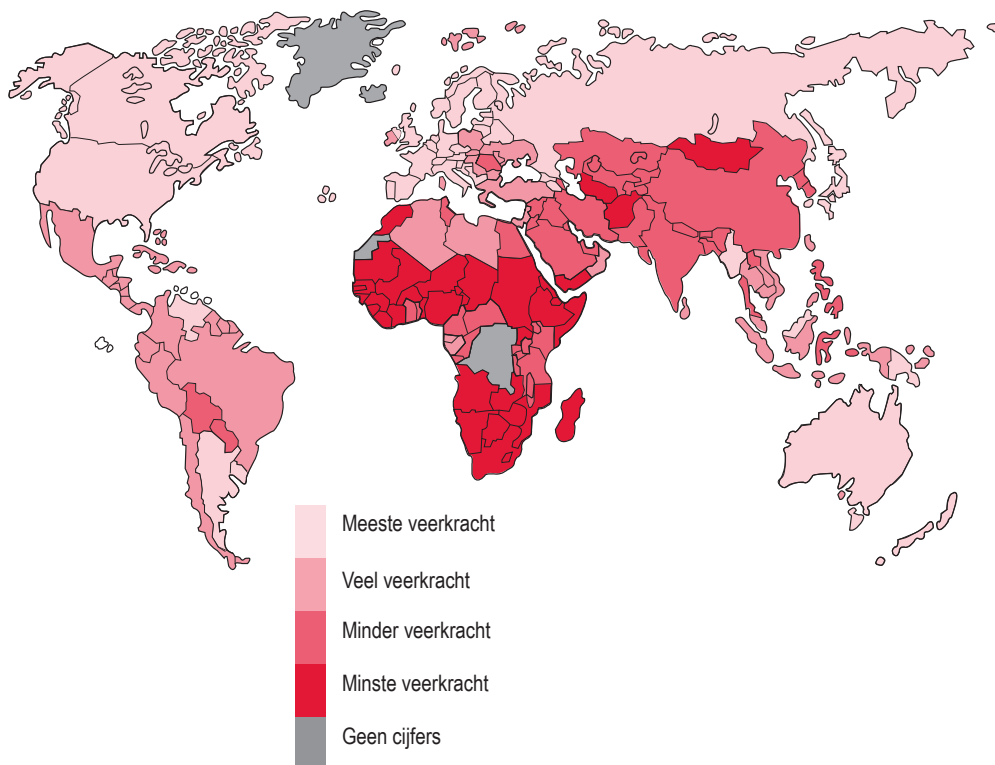 Meeste veerkracht
Veel veerkracht
Minder veerkracht
Minste veerkracht
Geen cijfers